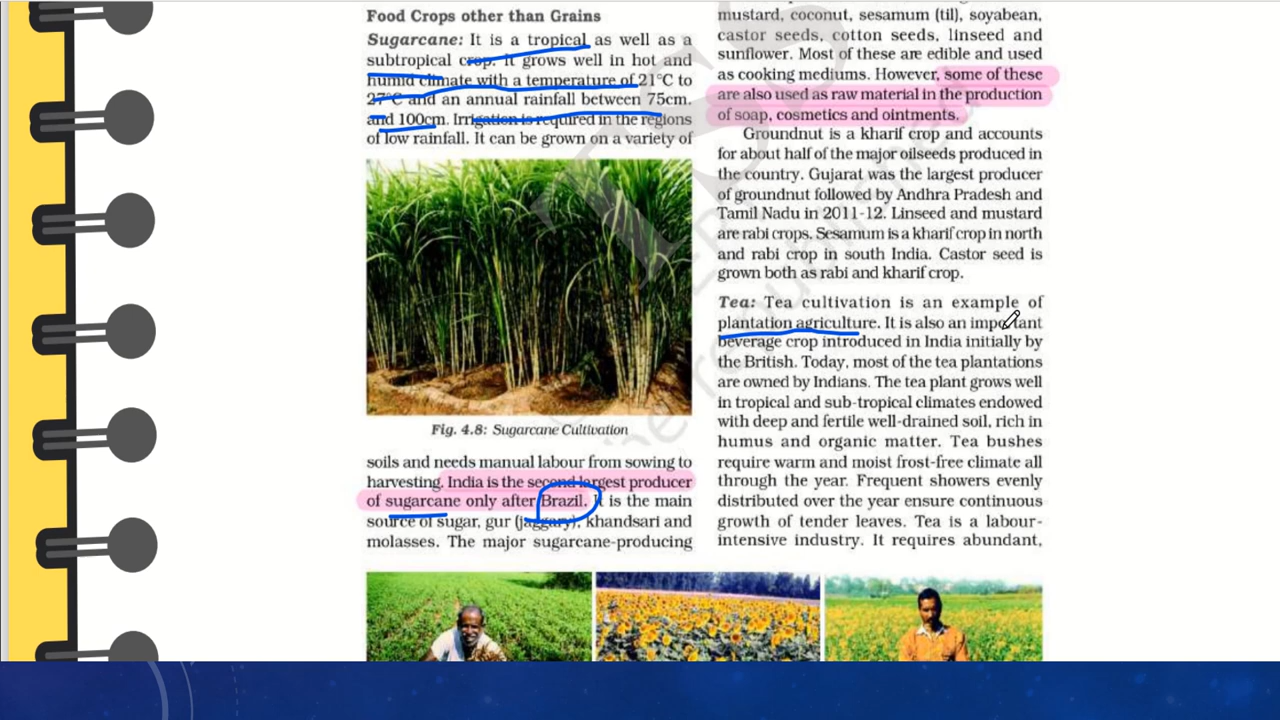 Food Crops other than Grains
Sugarcane: It is a tropical as well as a
subtropical crop. It grows well in hot and
humid climate with a temperature of 21°C to
27°C and an annual rainfall between 75cm.
and 100cm. Irrigation is required in the regions
of low rainfall. It can be grown on a variety of
Fig. 4.8: Sugarcane Cultivation
soils and needs manual labour from sowing to
harvesting. India is the second largest producer
of sugarcane only after Brazil. It is the main
source of sugar, gur (jaggary), khandsari and
molasses. The major sugarcane-producing
mustard, coconut, sesamum (til), soyabean,
castor seeds, cotton seeds, linseed and
sunflower. Most of these are edible and used
as cooking mediums. However, some of these
are also used as raw material in the production
of soap, cosmetics and ointments.
Groundnut is a kharif crop and accounts
for about half of the major oilseeds produced in
the country. Gujarat was the largest producer
of groundnut followed by Andhra Pradesh and
Tamil Nadu in 2011-12. Linseed and mustard
are rabi crops. Sesamum is a kharif crop in north
and rabi crop in south India. Castor seed is
grown both as rabi and kharif crop.
Tea: Tea cultivation is an example of
plantation agriculture. It is also an important
beverage crop introduced in India initially by
the British. Today, most of the tea plantations
are owned by Indians. The tea plant grows well
in tropical and sub-tropical climates endowed
with deep and fertile well-drained soil, rich in
humus and organic matter. Tea bushes
require warm and moist frost-free climate all
through the year. Frequent showers evenly
distributed over the year ensure continuous
growth of tender leaves. Tea is a labour-
intensive industry. It requires abundant,